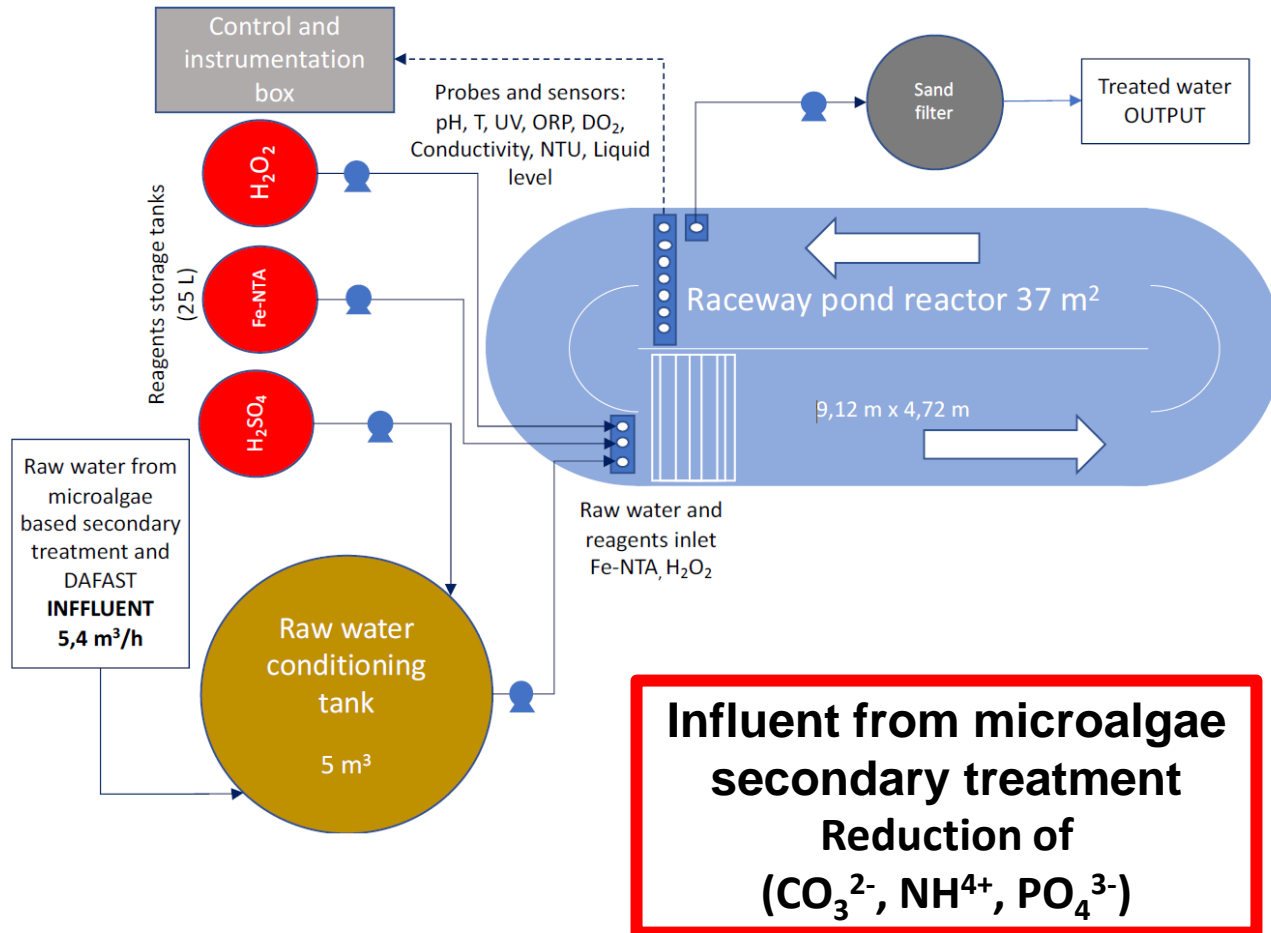 Control and
instrumentation
box
Probes and sensors:
pH, T, UV, ORP, DO₂,
Conductivity, NTU, Liquid
level
Sand
filter
Treated water
OUTPUT
Reagents storage tanks
(25 L)
H₂O₂
Fe-NTA
H₂SO₄
Raceway pond reactor 37 m²
9,12 m x 4,72 m
Raw water from
microalgae
based secondary
treatment and
DAFAST
INFFLUENT
5,4 m³/h
Raw water and
reagents inlet
Fe-NTA, H₂O₂
Raw water
conditioning
tank
5 m³
Influent from microalgae
secondary treatment
Reduction of
(CO₃²⁻, NH⁴⁺, PO₄³⁻)